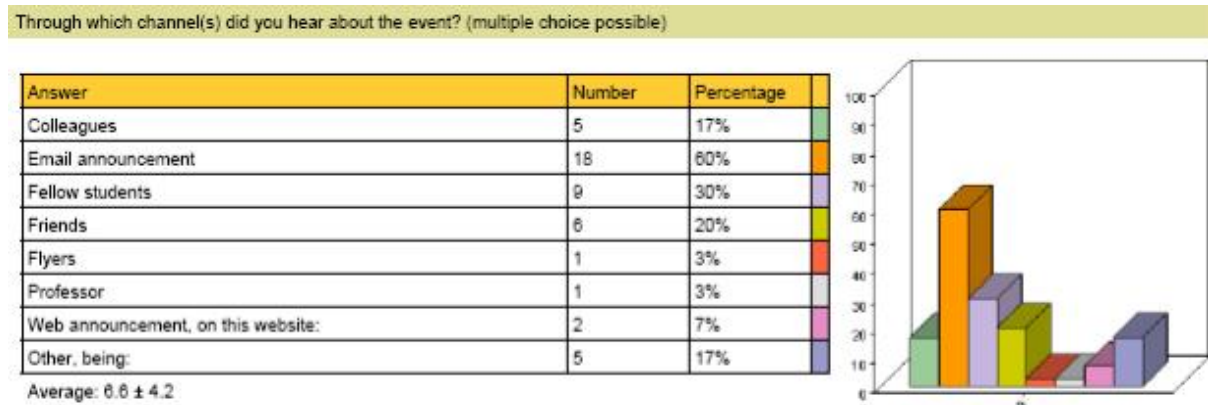 Through which channel(s) did you hear about the event? (multiple choice possible)
Answer Number Percentage
Colleagues 5 17%
Email announcement 18 60%
Fellow students 9 30%
Friends 6 20%
Flyers 1 3%
Professor 1 3%
Web announcement, on this website: 2 7%
Other, being: 5 17%
Average: 6.6 ± 4.2
100
90
80
70
60
50
40
30
20
10
0